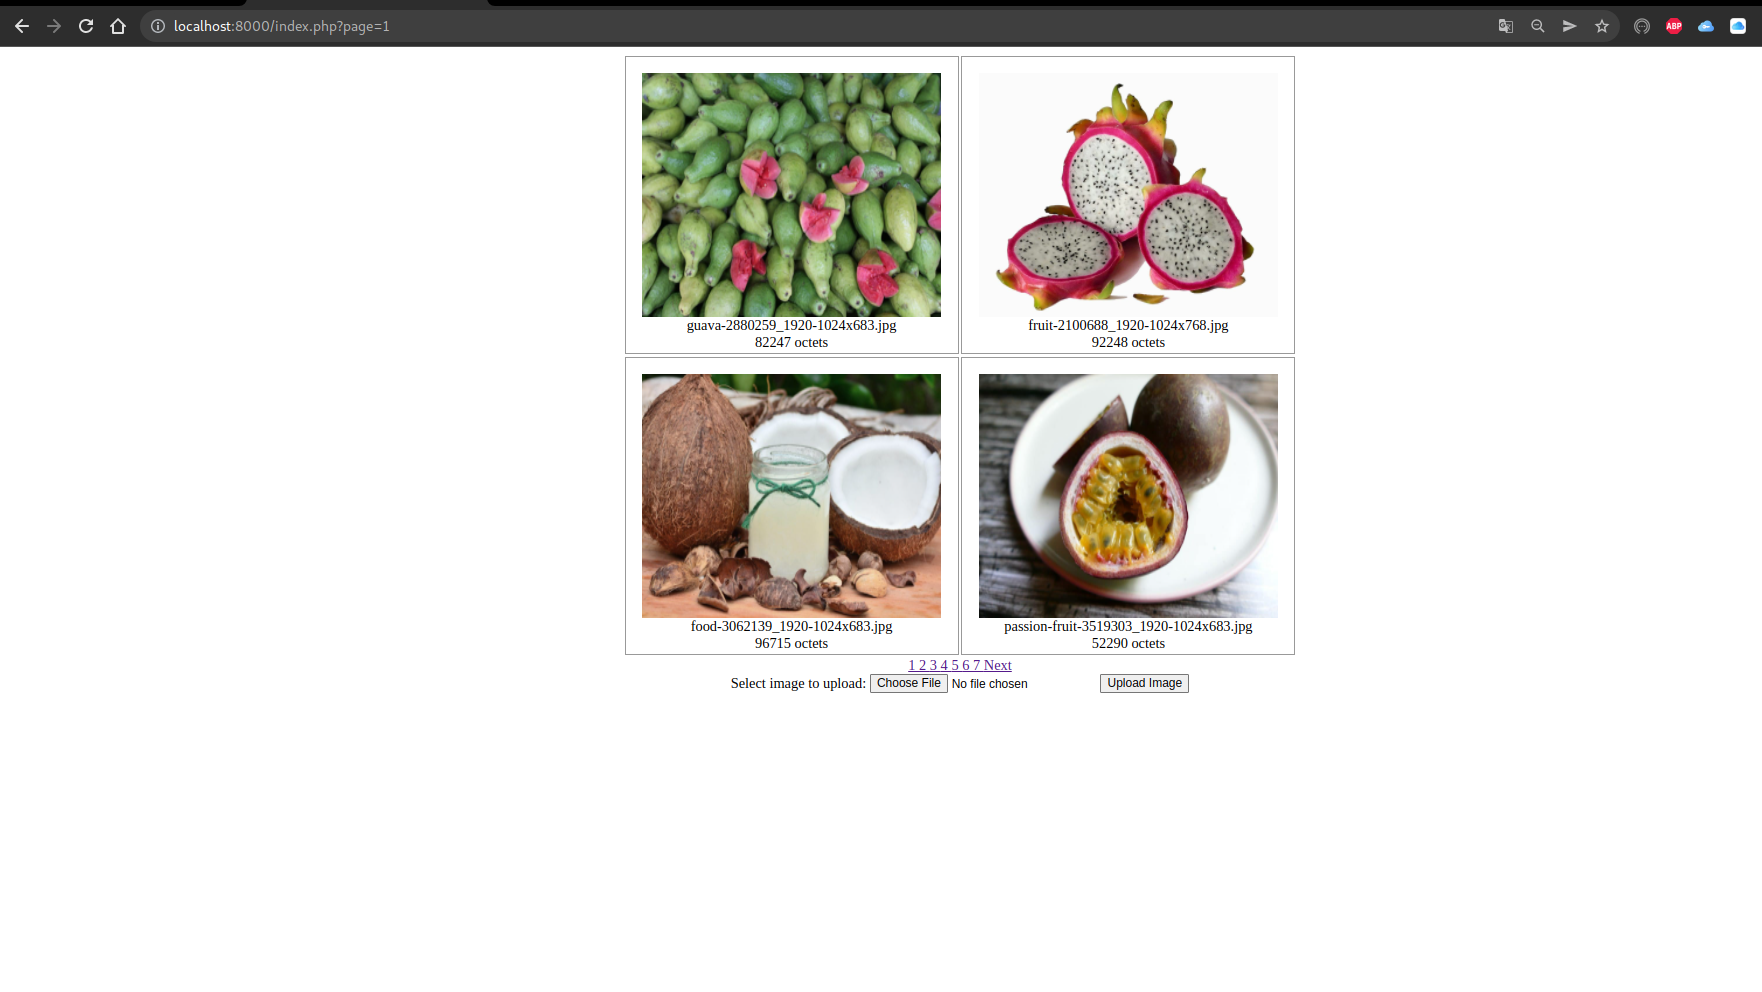 localhost:8000/index.php?page=1
ABP
guava-2880259_1920-1024x683.jpg
82247 octets
fruit-2100688_1920-1024x768.jpg
92248 octets
food-3062139_1920-1024x683.jpg
96715 octets
passion-fruit-3519303_1920-1024x683.jpg
52290 octets
1 2 3 4 5 6 7 Next
Select image to upload: Choose File No file chosen Upload Image